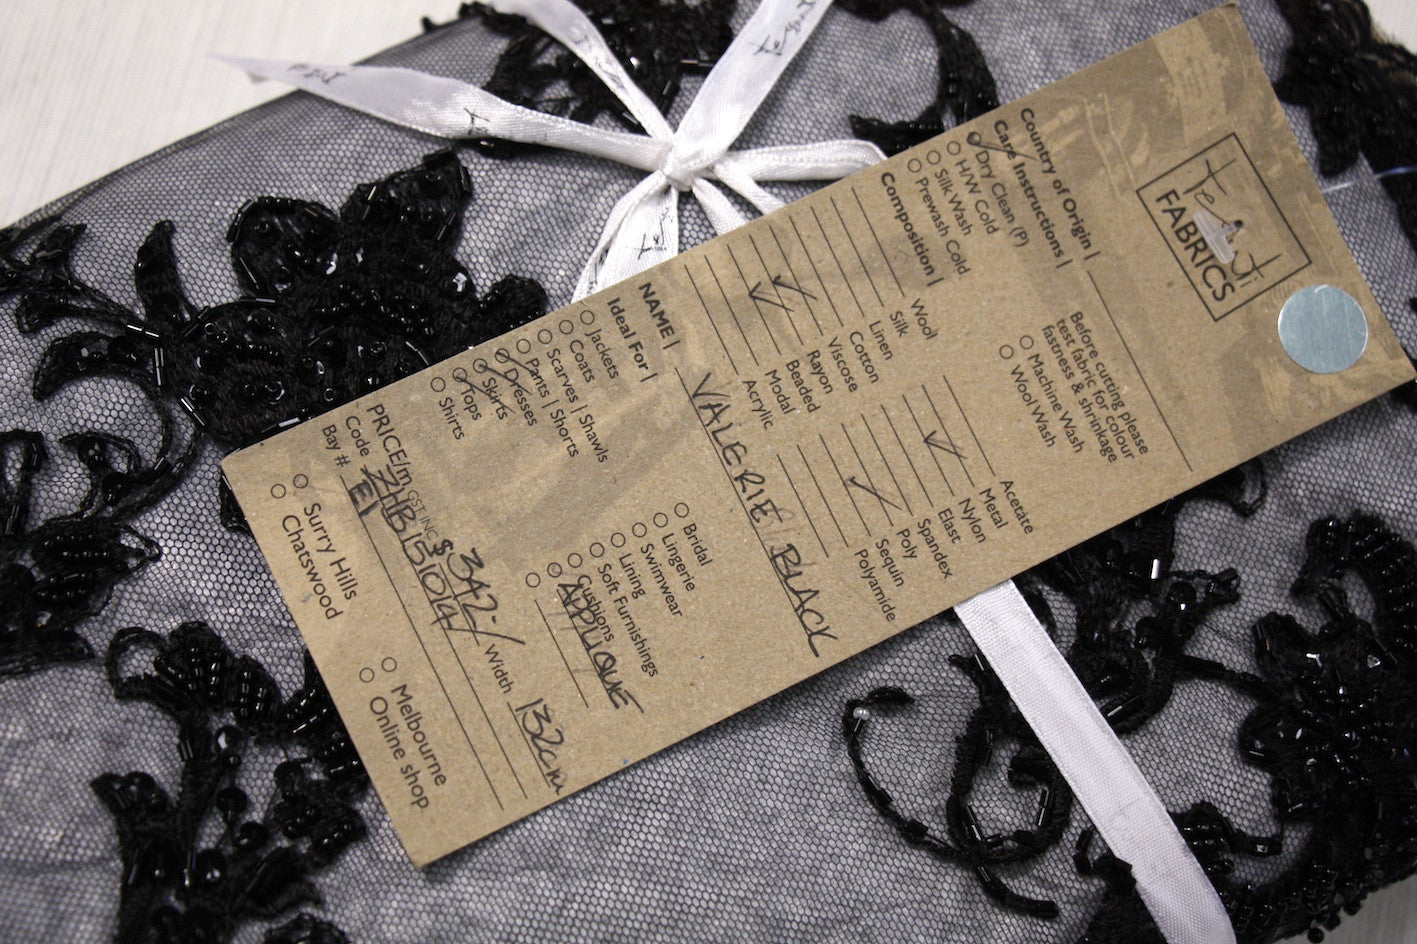 Tessuti
FABRICS
Country of Origin |
Care Instructions |
Dry Clean (P)
H/W Cold
Silk Wash
Prewash Cold
Before cutting please
test fabric for colour
fastness & shrinkage
Machine Wash
Wool Wash
Composition |
Wool
Silk
Linen
Cotton
Viscose
Rayon
Beaded
Modal
Acrylic
Acetate
Metal
Nylon
Elast
Spandex
Poly
Sequin
Polyamide
NAME | VALERIE BLACK
Ideal For |
Jackets
Coats
Scarves | Shawls
Pants | Shorts
Dresses
Skirts
Tops
Shirts
Bridal
Lingerie
Swimwear
Lining
Soft Furnishings
Cushions
APPLIQUE
PRICE/m GST INC $ 342- Width 132cm
Code
Bay # E1
Surry Hills
Chatswood
Melbourne
Online shop